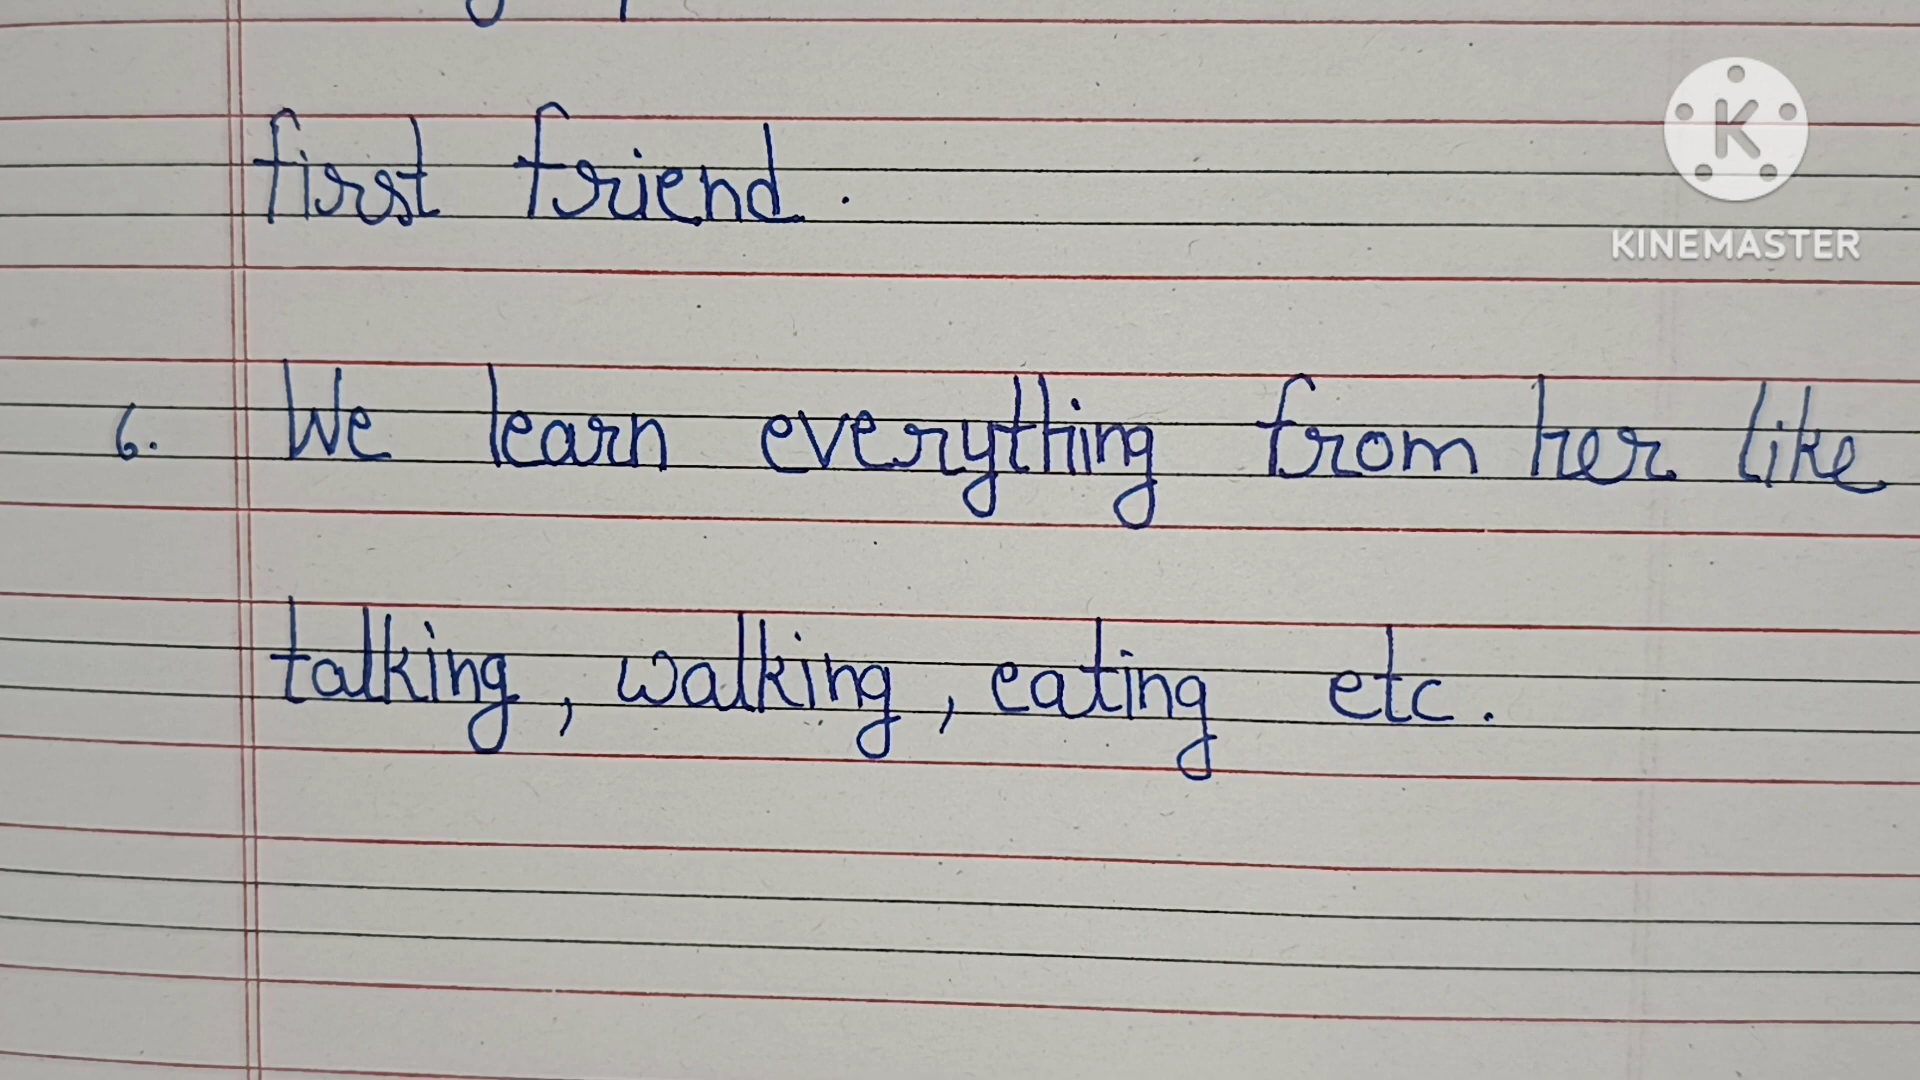 first friend.
KINEMASTER
6. We learn everything from her like
talking, walking, eating etc.